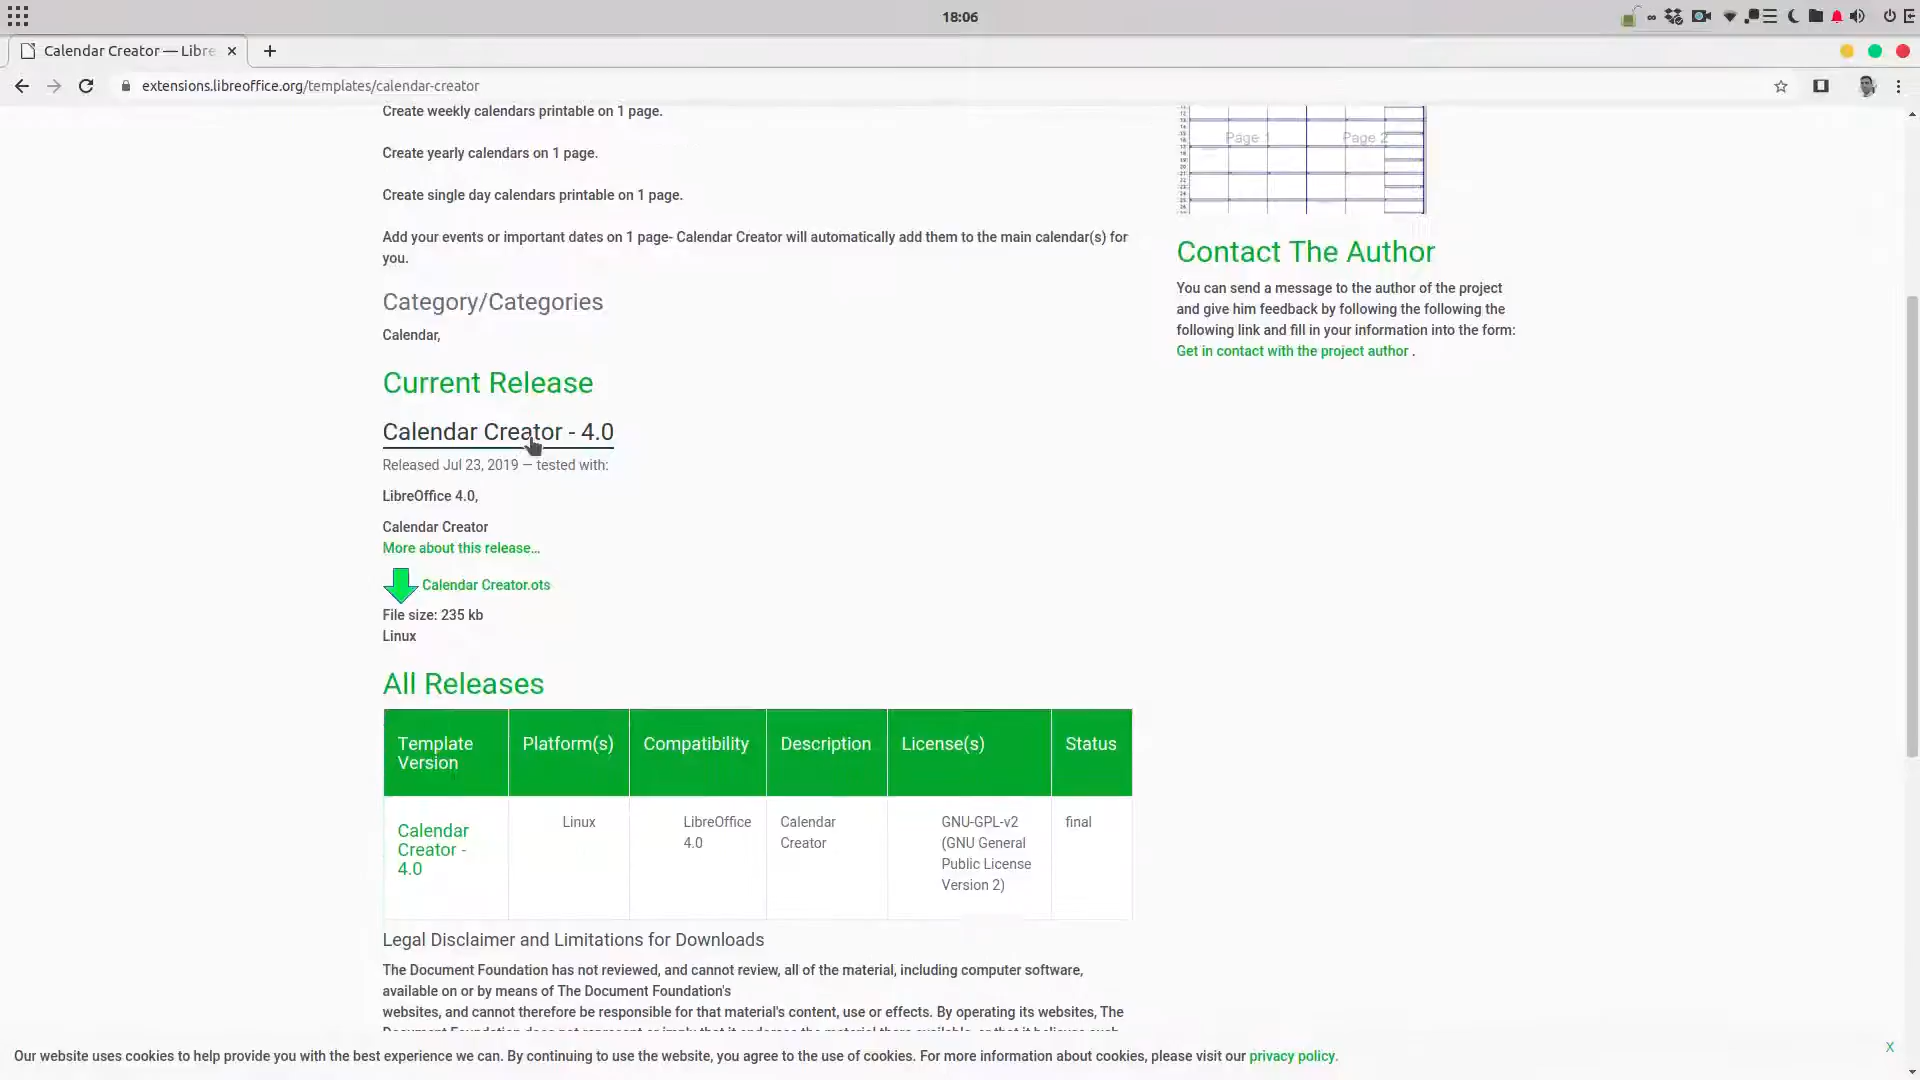 18:06
Calendar Creator — Libre
extensions.libreoffice.org/templates/calendar-creator
Create weekly calendars printable on 1 page.
Create yearly calendars on 1 page.
Create single day calendars printable on 1 page.
Add your events or important dates on 1 page- Calendar Creator will automatically add them to the main calendar(s) for
you.
Category/Categories
Calendar,
Current Release
Calendar Creator - 4.0
Released Jul 23, 2019 — tested with:
LibreOffice 4.0,
Calendar Creator
More about this release…
Calendar Creator.ots
File size: 235 kb
Linux
All Releases
Template
Version
Platform(s)
Compatibility
Description
License(s)
Status
Calendar
Creator -
4.0
Linux
LibreOffice
4.0
Calendar
Creator
GNU-GPL-v2
(GNU General
Public License
Version 2)
final
Legal Disclaimer and Limitations for Downloads
The Document Foundation has not reviewed, and cannot review, all of the material, including computer software,
available on or by means of The Document Foundation's
websites, and cannot therefore be responsible for that material's content, use or effects. By operating its websites, The
Page 1
Page 2
Contact The Author
You can send a message to the author of the project
and give him feedback by following the following the
following link and fill in your information into the form:
Get in contact with the project author .
Our website uses cookies to help provide you with the best experience we can. By continuing to use the website, you agree to the use of cookies. For more information about cookies, please visit our privacy policy.
X